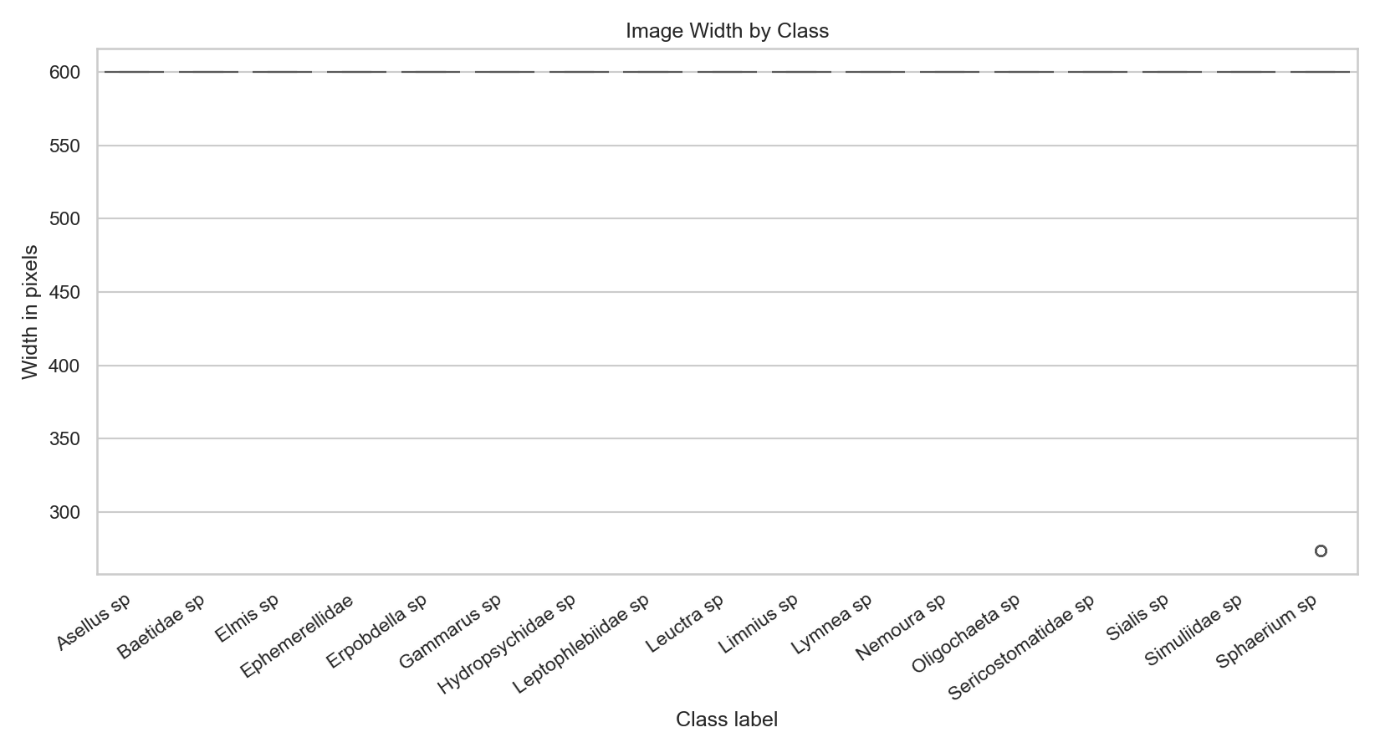 Image Width by Class
600
550
500
450
400
350
300
Width in pixels
Asellus sp
Baetidae sp
Elmis sp
Ephemerellidae
Erpobdella sp
Gammarus sp
Hydropsychidae sp
Leptophlebiidae sp
Leuctra sp
Limnius sp
Lymnea sp
Nemoura sp
Oligochaeta sp
Sericostomatidae sp
Sialis sp
Simuliidae sp
Sphaerium sp
Class label